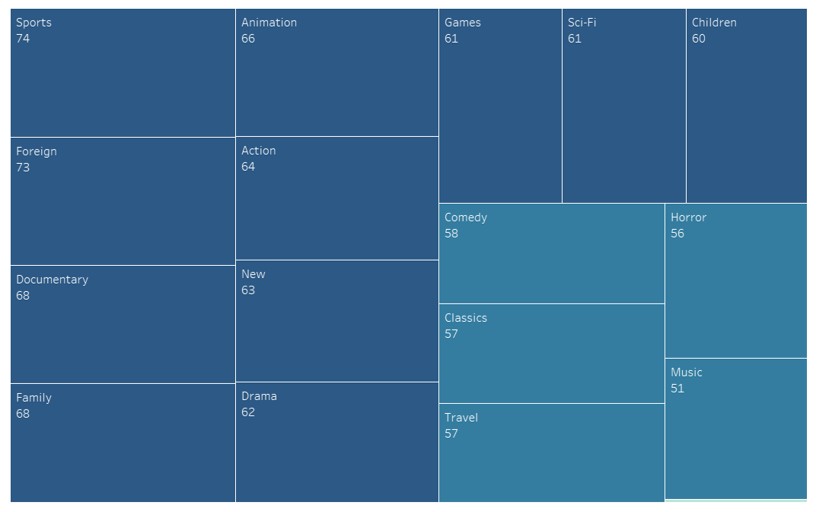 Sports
74
Foreign
73
Documentary
68
Family
68
Animation
66
Action
64
New
63
Drama
62
Games
61
Sci-Fi
61
Children
60
Comedy
58
Classics
57
Travel
57
Horror
56
Music
51